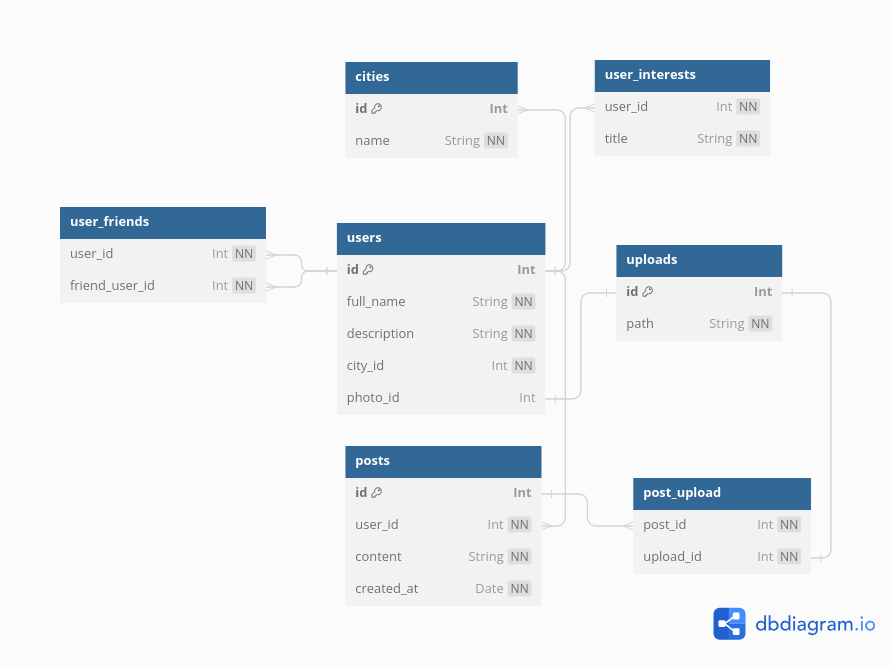 cities
id Int
name String NN
user_interests
user_id Int NN
title String NN
user_friends
user_id Int NN
friend_user_id Int NN
users
id Int
full_name String NN
description String NN
city_id Int NN
photo_id Int
uploads
id Int
path String NN
posts
id Int
user_id Int NN
content String NN
created_at Date NN
post_upload
post_id Int NN
upload_id Int NN
dbdiagram.io